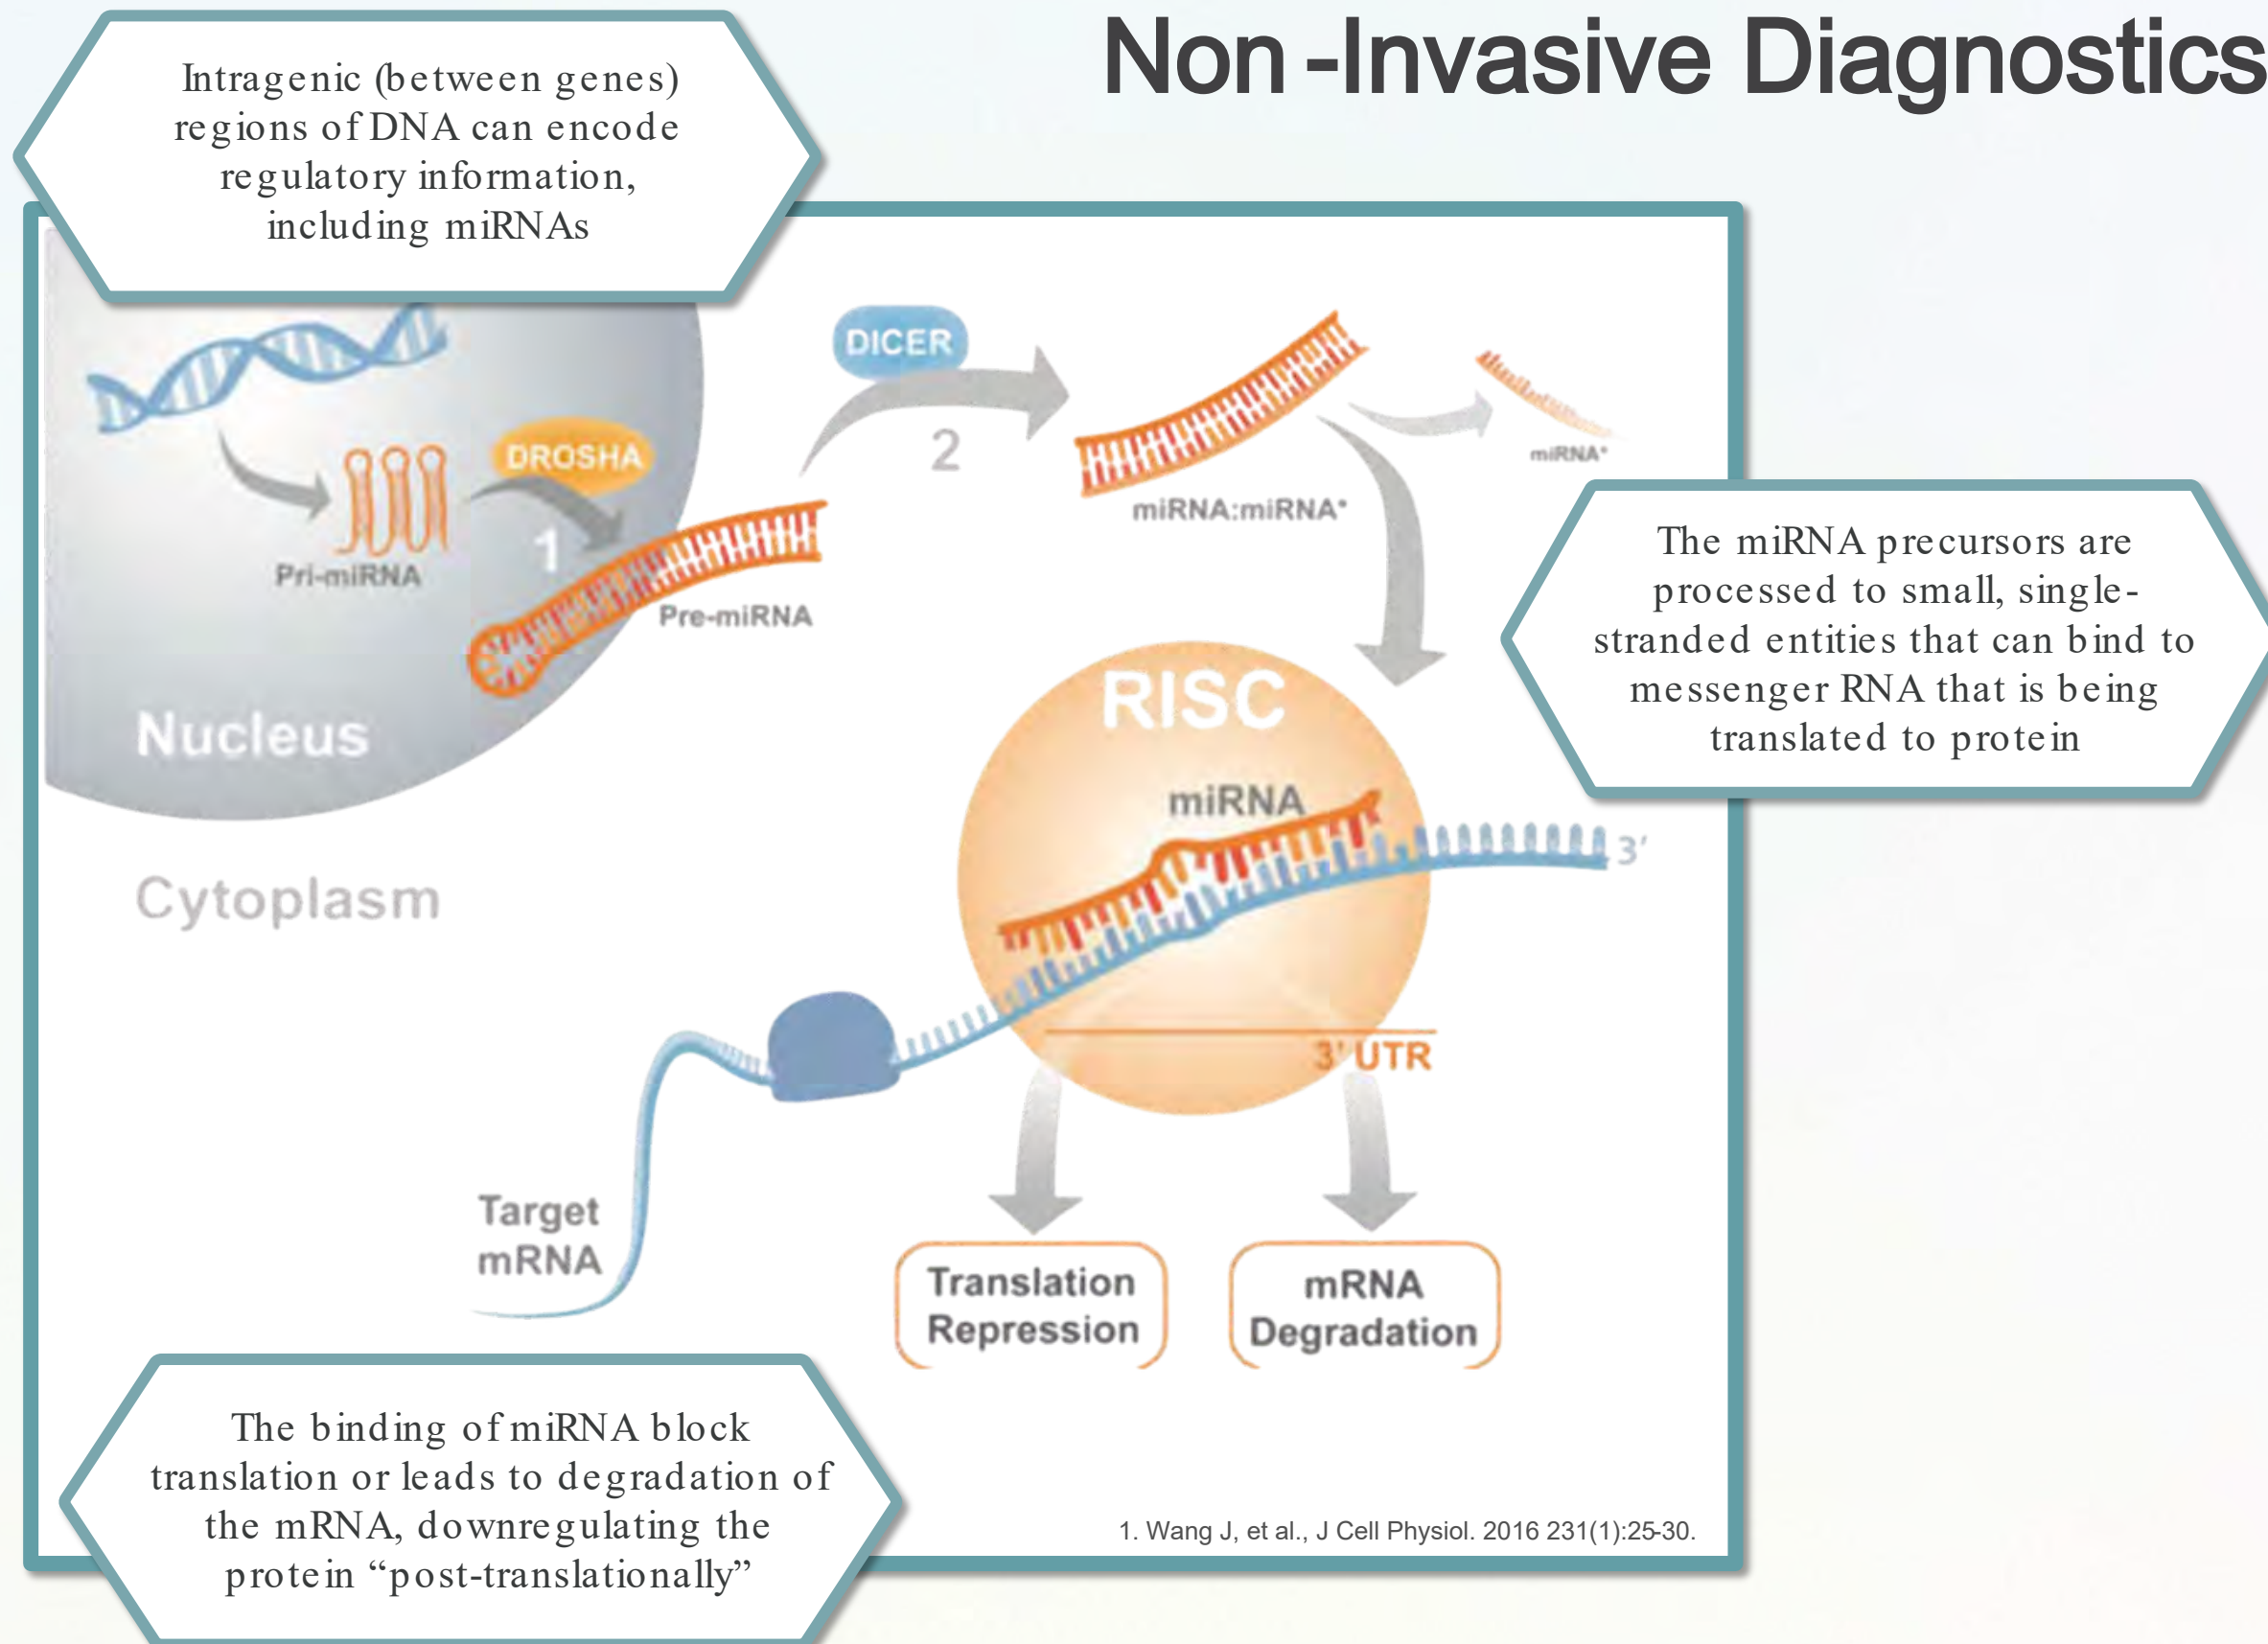 Non-Invasive Diagnostics
Intragenic (between genes)
regions of DNA can encode
regulatory information,
including miRNAs
DICER
2
miRNA:miRNA*
miRNA*
DROSHA
1
Pri-miRNA
Pre-miRNA
Nucleus
Cytoplasm
The miRNA precursors are
processed to small, single-
stranded entities that can bind to
messenger RNA that is being
translated to protein
RISC
miRNA
3'
3' UTR
Target
mRNA
Translation
Repression
mRNA
Degradation
The binding of miRNA block
translation or leads to degradation of
the mRNA, downregulating the
protein “post-translationally”
1. Wang J, et al., J Cell Physiol. 2016 231(1):25-30.